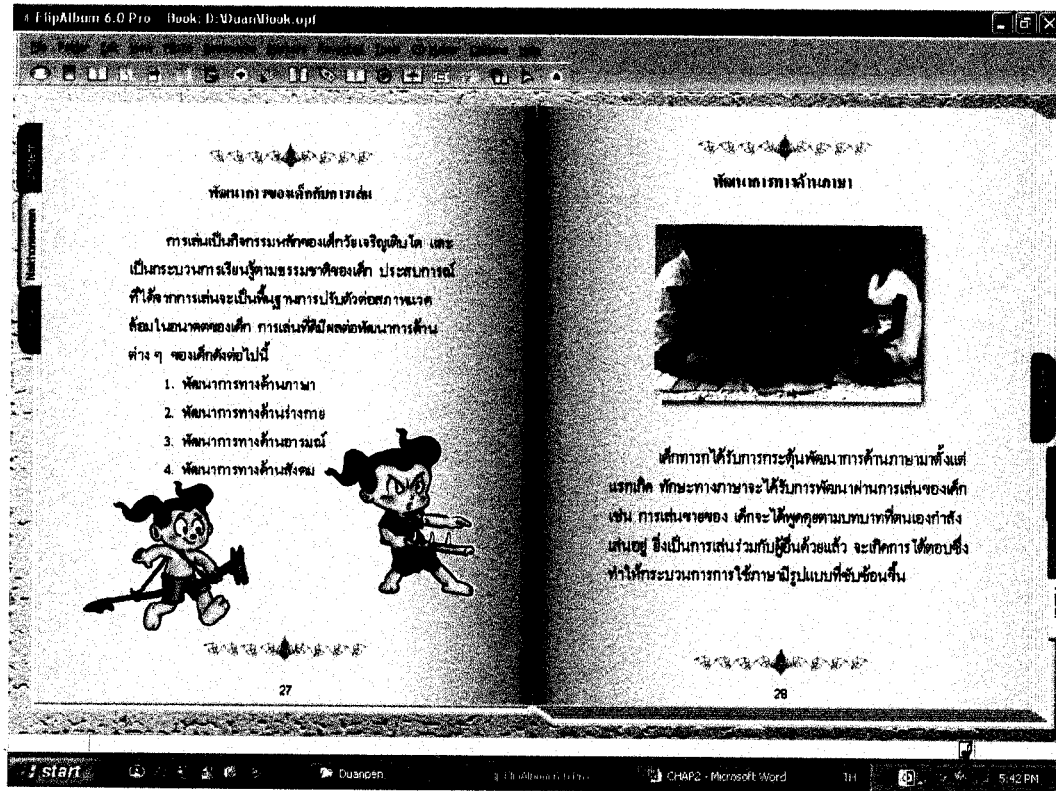 FlipAlbum 6.0 Pro Book: D:\Duan\Book.opf
พัฒนาการของเด็กกับการเล่น
การเล่นเป็นกิจกรรมหลักของเด็กวัยเจริญเติบโต และ
เป็นกระบวนการเรียนรู้ตามธรรมชาติของเด็ก ประสบการณ์
ที่ได้จากการเล่นจะเป็นพื้นฐานการปรับตัวต่อสภาพแวด
ล้อมในอนาคตของเด็ก การเล่นที่ดีมีผลต่อพัฒนาการด้าน
ต่าง ๆ ของเด็กดังต่อไปนี้
1. พัฒนาการทางด้านภาษา
2. พัฒนาการทางด้านร่างกาย
3. พัฒนาการทางด้านอารมณ์
4. พัฒนาการทางด้านสังคม
27
พัฒนาการทางด้านภาษา
เด็กทารกได้รับการกระตุ้นพัฒนาการด้านภาษามาตั้งแต่
แรกเกิด ทักษะทางภาษาจะได้รับการพัฒนาผ่านการเล่นของเด็ก
เช่น การเล่นขายของ เด็กจะได้พูดคุยตามบทบาทที่ตนเองกำลัง
เล่นอยู่ ยิ่งเป็นการเล่นร่วมกับผู้อื่นด้วยแล้ว จะเกิดการโต้ตอบซึ่ง
ทำให้กระบวนการการใช้ภาษามีรูปแบบที่ซับซ้อนขึ้น
28
start
Duanpen
FlipAlbum 6.0 Pro
CHAP2 - Microsoft Word
TH
5:42 PM